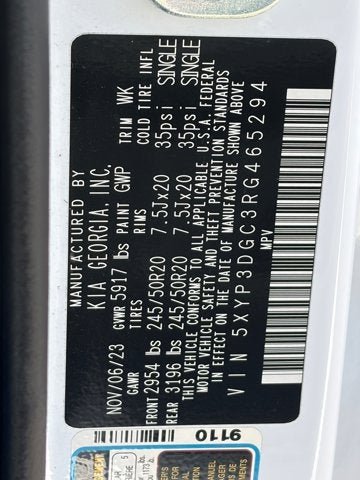 MANUFACTURED BY
KIA GEORGIA, INC.
NOV/06/23 GVWR 5917 lbs PAINT GWP TRIM WK
GAWR TIRES RIMS COLD TIRE INFL
FRONT 2954 lbs 245/50R20 7.5Jx20 35psi SINGLE
REAR 3196 lbs 245/50R20 7.5Jx20 35psi SINGLE
THIS VEHICLE CONFORMS TO ALL APPLICABLE U.S.A. FEDERAL
MOTOR VEHICLE SAFETY AND THEFT PREVENTION STANDARDS
IN EFFECT ON THE DATE OF MANUFACTURE SHOWN ABOVE
VIN 5XYP3DGC3RG465294
MPV
9110